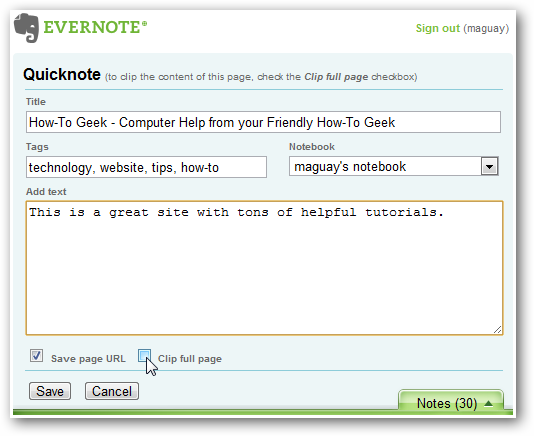 EVERNOTE®
Sign out (maguay)
Quicknote (to clip the content of this page, check the Clip full page checkbox)
Title
How-To Geek - Computer Help from your Friendly How-To Geek
Tags
Notebook
technology, website, tips, how-to
maguay's notebook
Add text
This is a great site with tons of helpful tutorials.
Save page URL
Clip full page
Save
Cancel
Notes (30)